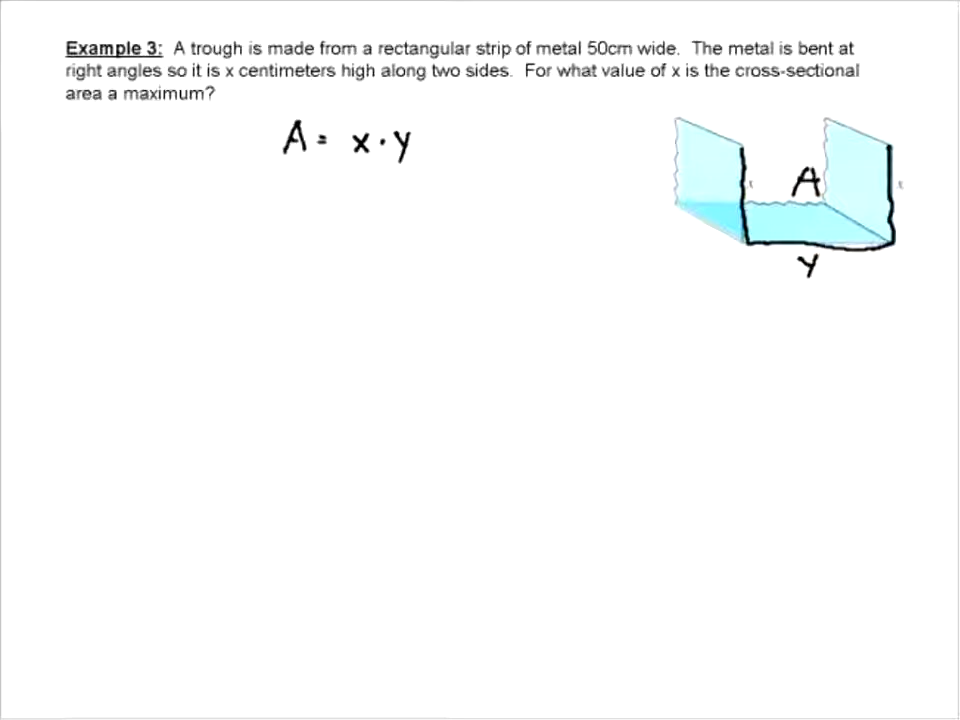 Example 3: A trough is made from a rectangular strip of metal 50cm wide. The metal is bent at
right angles so it is x centimeters high along two sides. For what value of x is the cross-sectional
area a maximum?
A = x · y
A
x
x
y